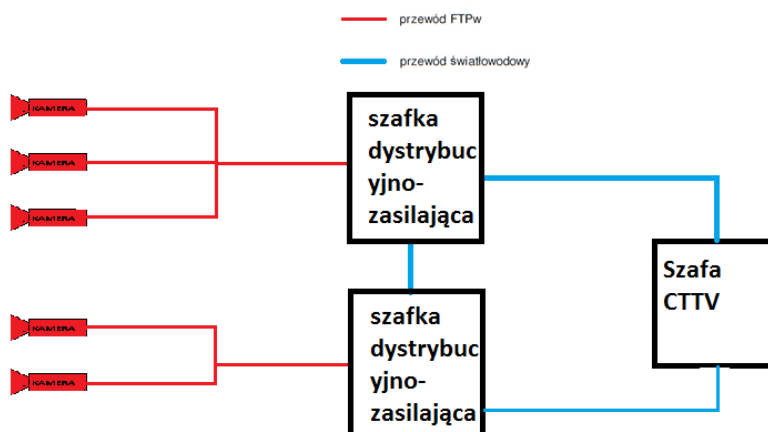 przewód FTPw
przewód światłowodowy
KAMERA
KAMERA
KAMERA
szafka
dystrybuc
yjno-
zasilająca
Szafa
CTTV
KAMERA
KAMERA
szafka
dystrybuc
yjno-
zasilająca